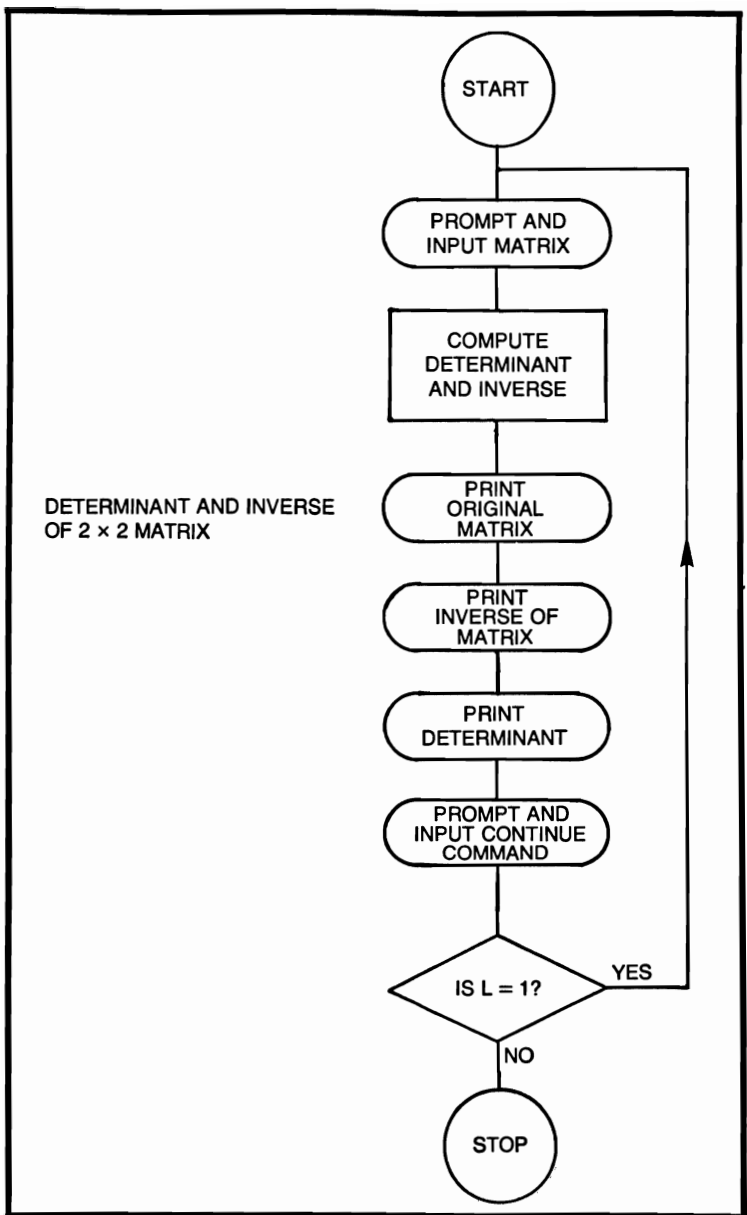 START
PROMPT AND
INPUT MATRIX
COMPUTE
DETERMINANT
AND INVERSE
DETERMINANT AND INVERSE
OF 2 × 2 MATRIX
PRINT
ORIGINAL
MATRIX
PRINT
INVERSE OF
MATRIX
PRINT
DETERMINANT
PROMPT AND
INPUT CONTINUE
COMMAND
IS L = 1?
YES
NO
STOP